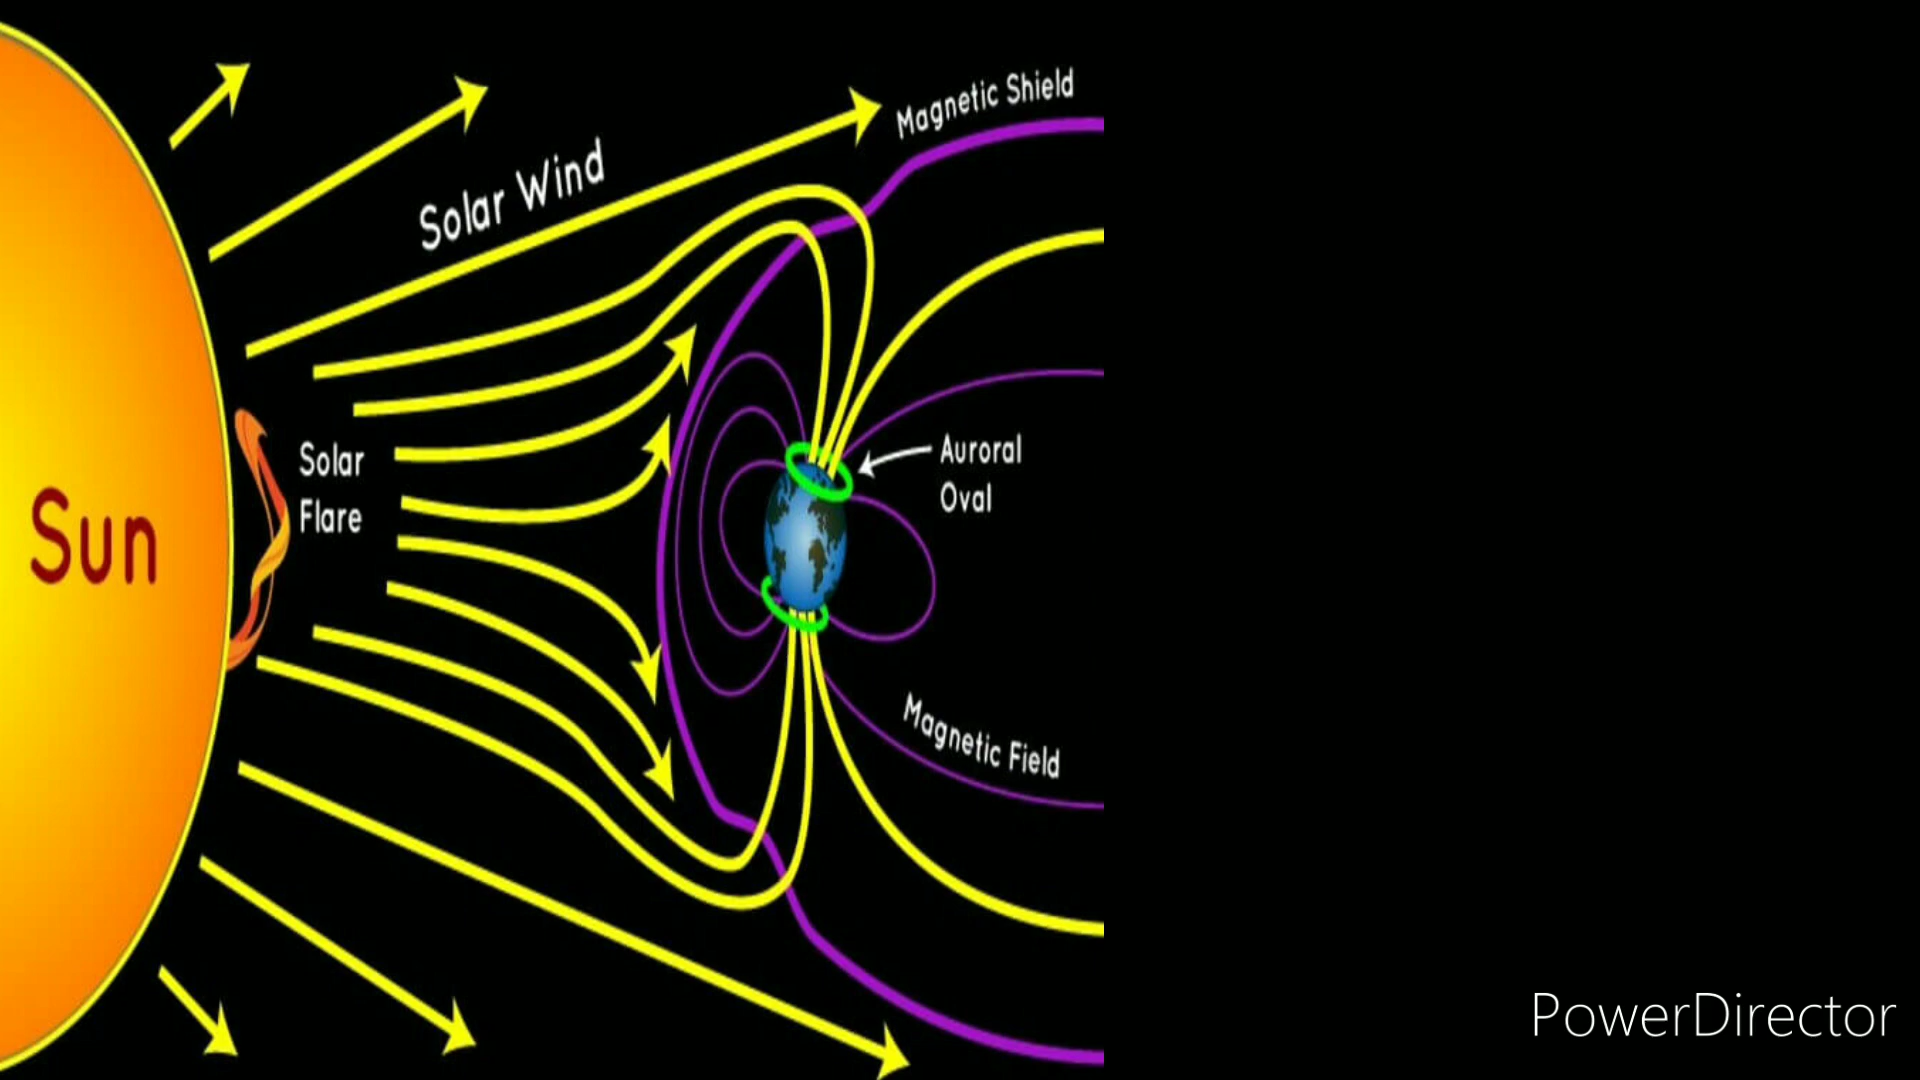 Magnetic Shield
Solar Wind
Solar
Flare
Auroral
Oval
Sun
Magnetic Field
PowerDirector